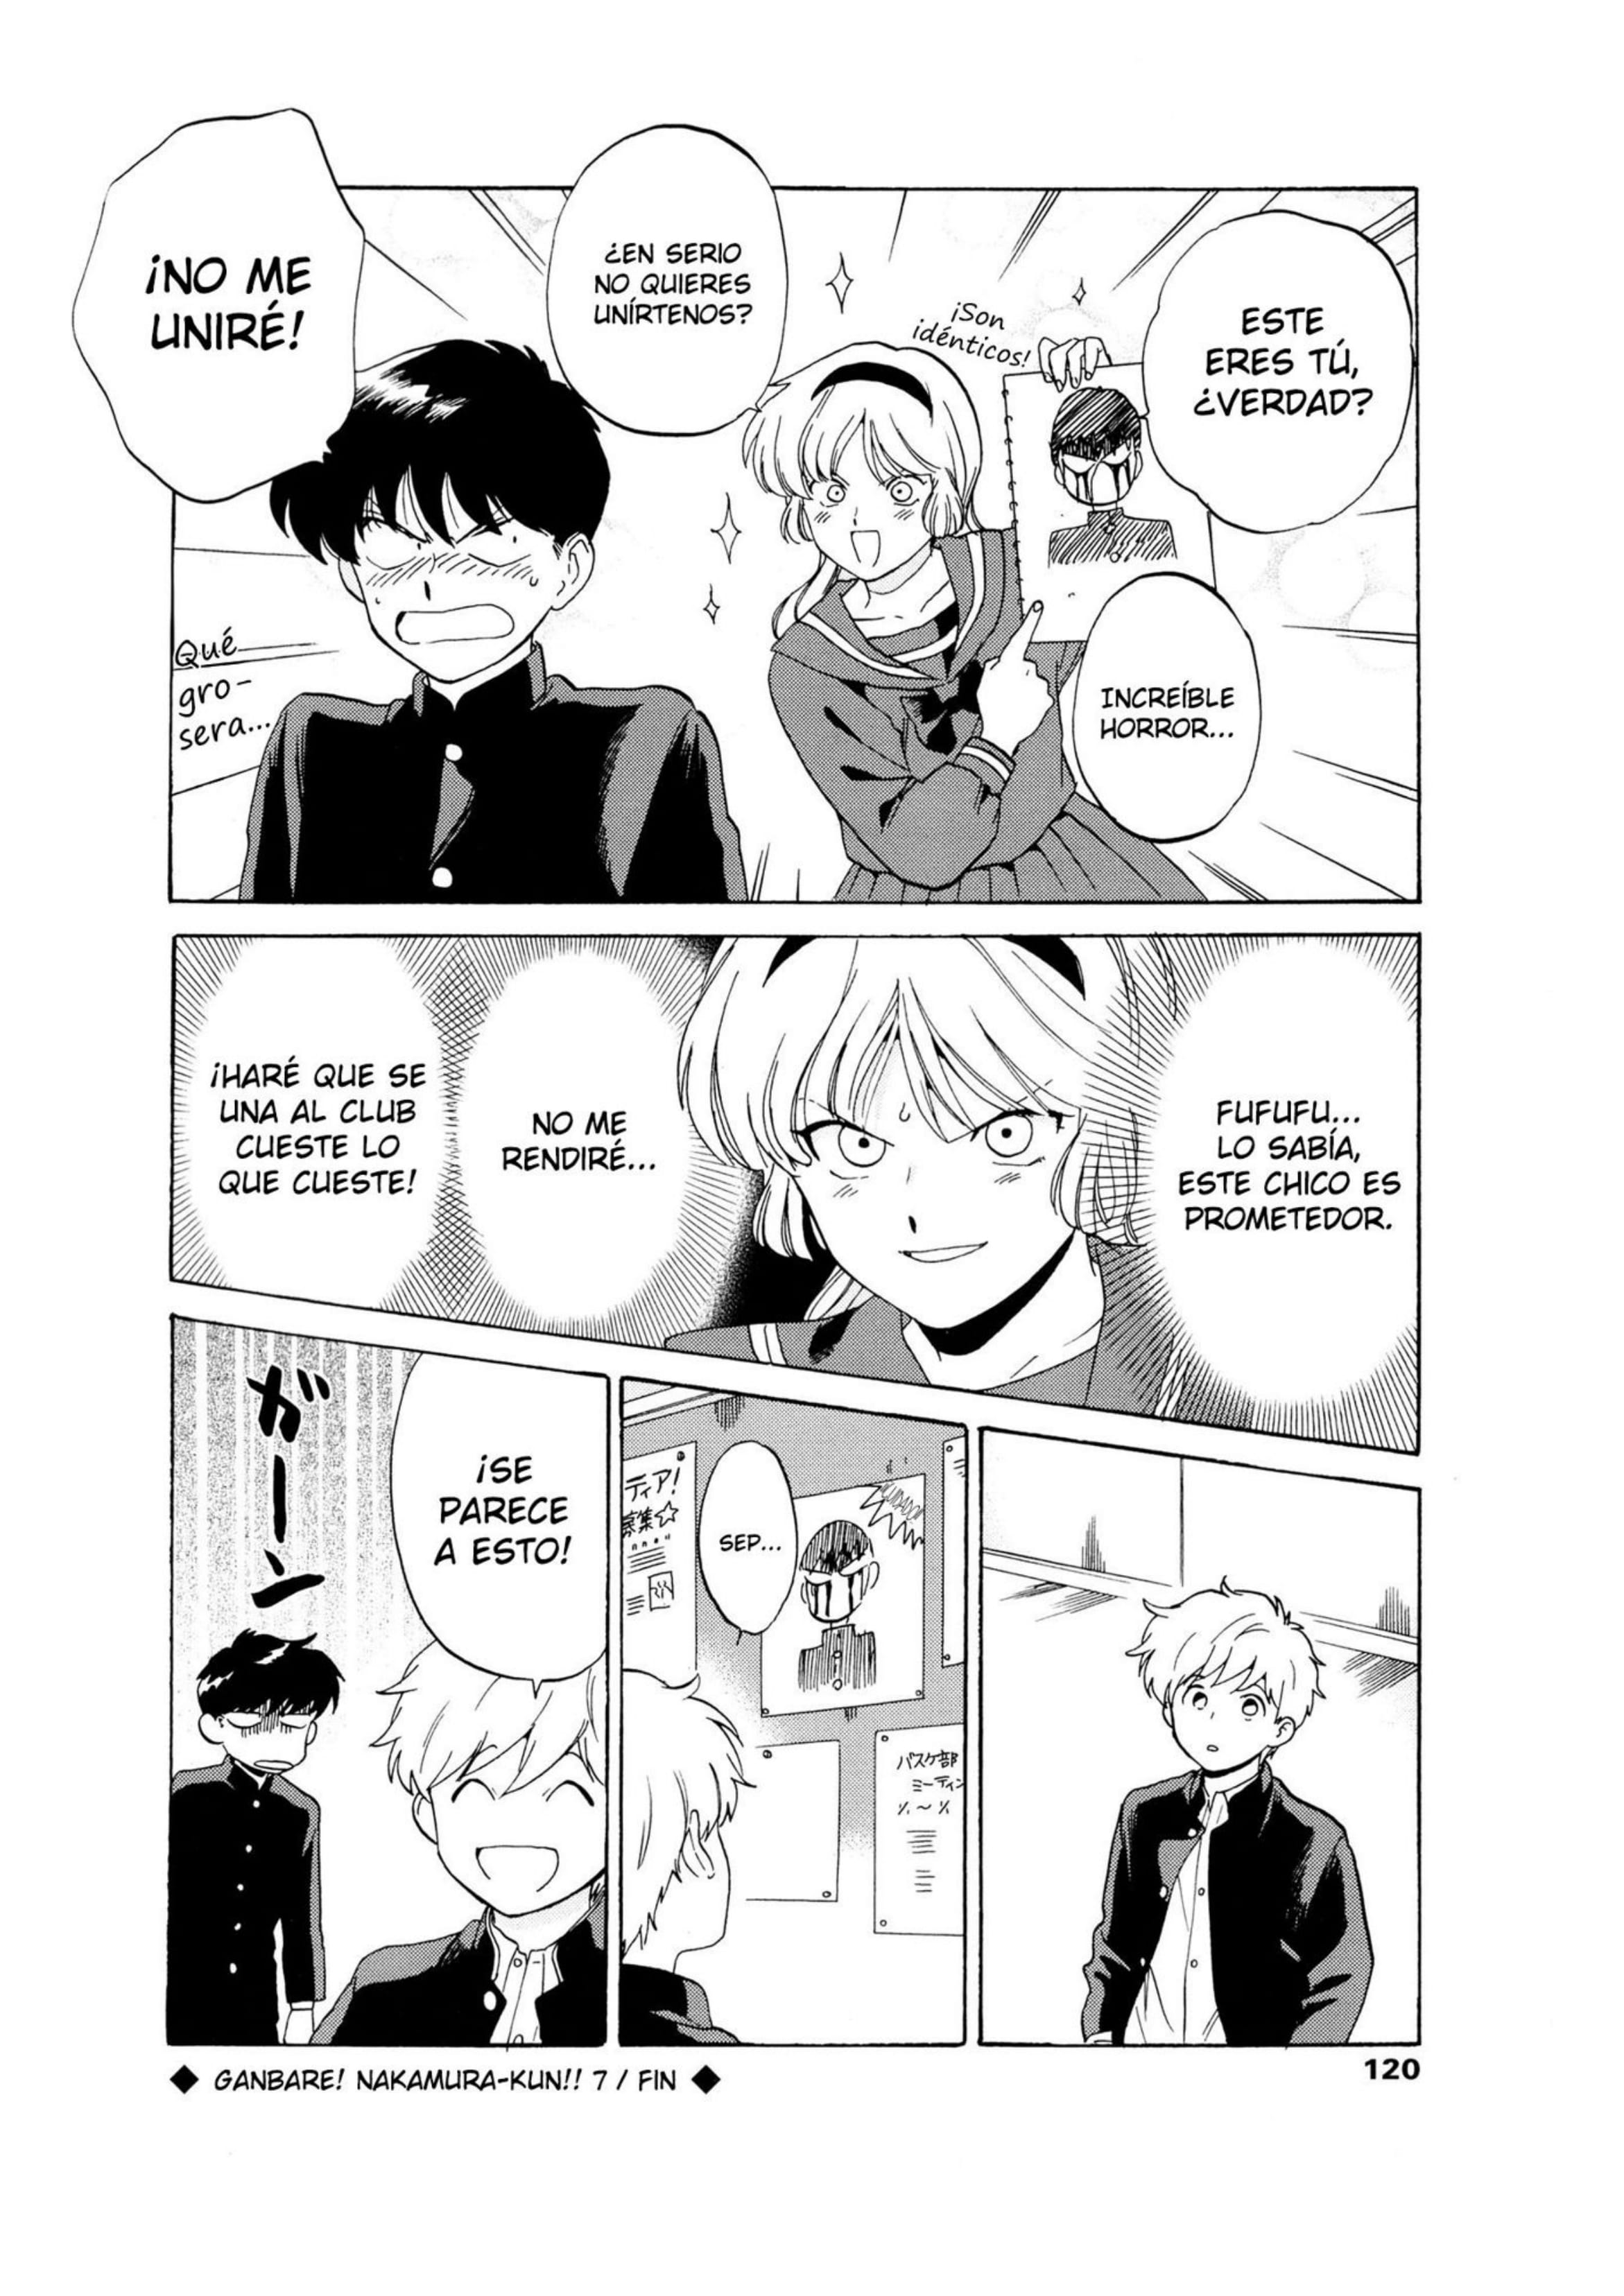 ESTE
ERES TÚ,
¿VERDAD?
¡Son
idénticos!
INCREÍBLE
HORROR...
¿EN SERIO
NO QUIERES
UNÍRTENOS?
¡NO ME
UNIRÉ!
Qué
gro-
sera...
FUFUFU...
LO SABÍA,
ESTE CHICO ES
PROMETEDOR.
NO ME
RENDIRÉ...
¡HARÉ QUE SE
UNA AL CLUB
CUESTE LO
QUE CUESTE!
SEP...
ティア!
募集☆
バスケ部
ミーティン
¡SE
PARECE
A ESTO!
ガーン
◆ GANBARE! NAKAMURA-KUN!! 7 / FIN ◆
120